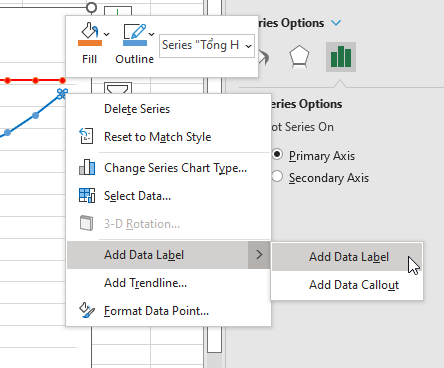 eries Options
Fill
Outline
Series "Tổng H
Delete Series
Reset to Match Style
Change Series Chart Type...
Select Data...
3-D Rotation...
Add Data Label
Add Trendline...
Format Data Point...
Add Data Label
Add Data Callout
eries Options
ot Series On
Primary Axis
Secondary Axis